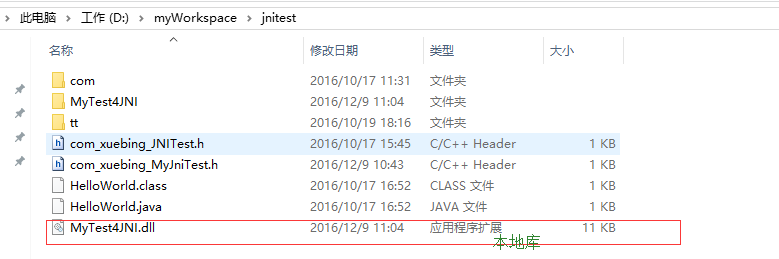 此电脑 > 工作 (D:) > myWorkspace > jnitest
名称 修改日期 类型 大小
com 2016/10/17 11:31 文件夹
MyTest4JNI 2016/12/9 11:04 文件夹
tt 2016/10/19 18:16 文件夹
com_xuebing_JNITest.h 2016/10/17 15:45 C/C++ Header 1 KB
com_xuebing_MyJniTest.h 2016/12/9 10:43 C/C++ Header 1 KB
HelloWorld.class 2016/10/17 16:52 CLASS 文件 1 KB
HelloWorld.java 2016/10/17 16:52 JAVA 文件 1 KB
MyTest4JNI.dll 2016/12/9 11:04 应用程序扩展 11 KB
本地库